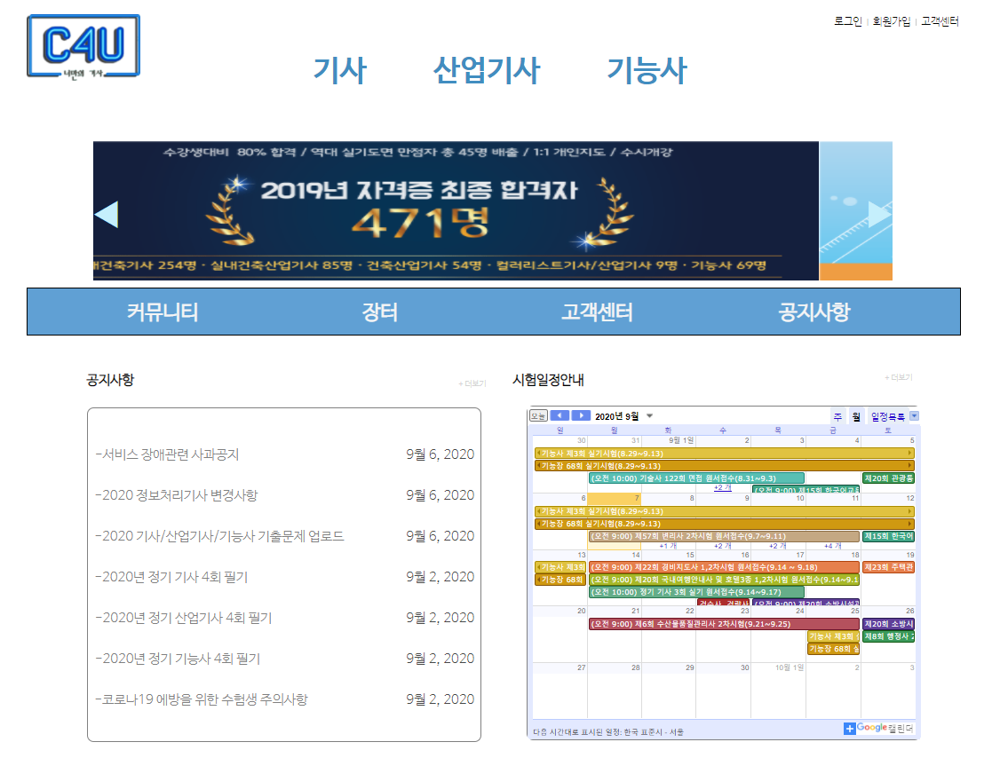 C4U
나만의 기사
로그인 | 회원가입 | 고객센터
기사 산업기사 기능사
수강생대비 80% 합격 / 역대 실기도면 만점자 총 45명 배출 / 1:1 개인지도 / 수시개강
2019년 자격증 최종 합격자
471명
내건축기사 254명 · 실내건축산업기사 85명 · 건축산업기사 54명 · 컬러리스트기사/산업기사 9명 · 기능사 69명
커뮤니티 장터 고객센터 공지사항
공지사항 +더보기
-서비스 장애관련 사과공지 9월 6, 2020
-2020 정보처리기사 변경사항 9월 6, 2020
-2020 기사/산업기사/기능사 기출문제 업로드 9월 6, 2020
-2020년 정기 기사 4회 필기 9월 2, 2020
-2020년 정기 산업기사 4회 필기 9월 2, 2020
-2020년 정기 기능사 4회 필기 9월 2, 2020
-코로나19 에방을 위한 수험생 주의사항 9월 2, 2020
시험일정안내 +더보기
오늘 2020년 9월 주 월 일정목록
일 월 화 수 목 금 토
30 31 9월 1일 2 3 4 5
기능사 제3회 실기시험(8.29~9.13)
기능장 68회 실기시험(8.29~9.13)
(오전 10:00) 기술사 122회 면접 원서접수(8.31~9.3) 제20회 관광통
+2 개 (오전 9:00) 제15회 한국어교육
6 7 8 9 10 11 12
기능사 제3회 실기시험(8.29~9.13)
기능장 68회 실기시험(8.29~9.13)
(오전 9:00) 제57회 변리사 2차시험 원서접수(9.7~9.11) 제15회 한국어
+1 개 +2 개 +2 개 +4 개
13 14 15 16 17 18 19
기능사 제3회 (오전 9:00) 제22회 경비지도사 1,2차시험 원서접수(9.14 ~ 9.18) 제23회 주택관
기능장 68회 (오전 9:00) 제20회 국내여행안내사 및 호텔3종 1,2차시험 원서접수(9.14~9.1
(오전 10:00) 정기 기사 3회 실기 원서접수(9.14~9.17)
(오전 9:00) 제20회 소방시설관
20 21 22 23 24 25 26
(오전 9:00) 제6회 수산물품질관리사 2차시험(9.21~9.25) 제20회 소방시
기능사 제3회 제8회 행정사 2
기능장 68회 실
27 28 29 30 10월 1일 2 3
다음 시간대로 표시된 일정: 한국 표준시 - 서울
Google 캘린더